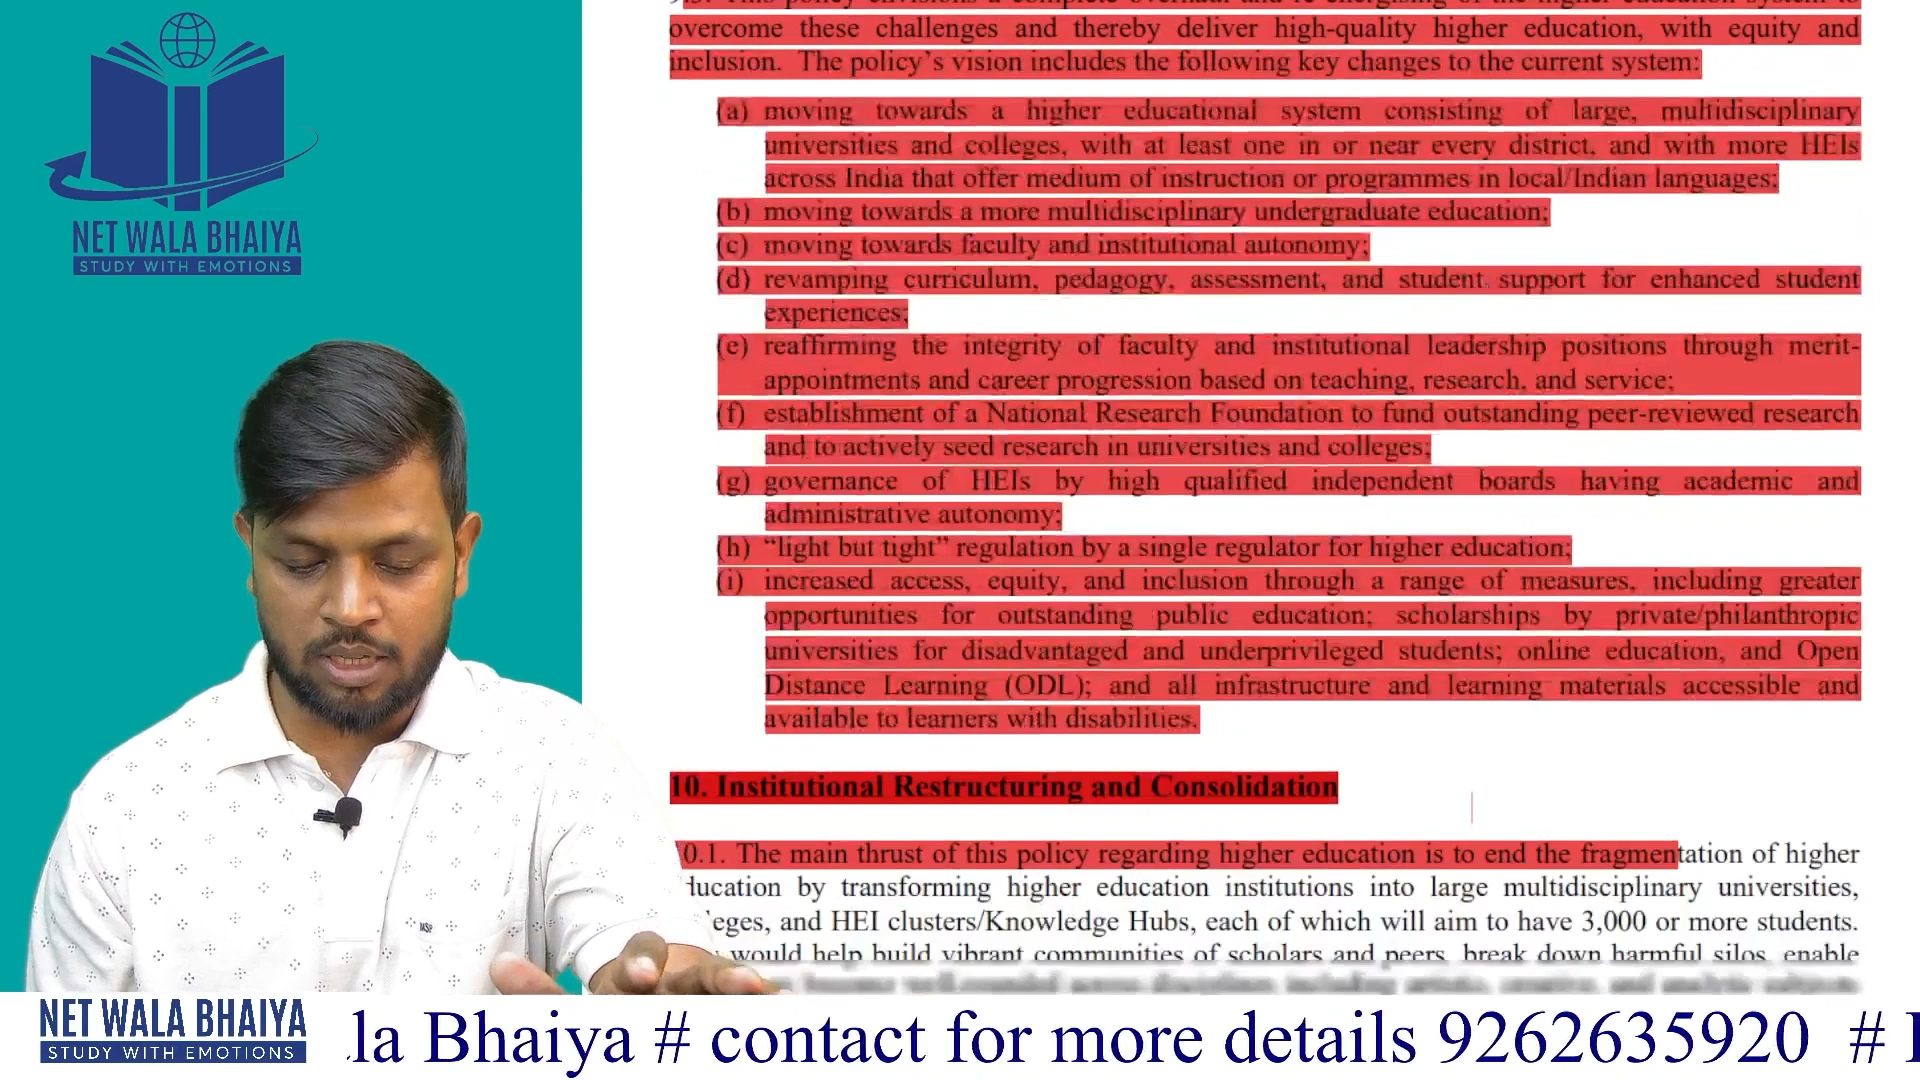 NET WALA BHAIYA
STUDY WITH EMOTIONS
overcome these challenges and thereby deliver high-quality higher education, with equity and
inclusion. The policy's vision includes the following key changes to the current system:
(a) moving towards a higher educational system consisting of large, multidisciplinary
universities and colleges, with at least one in or near every district, and with more HEIs
across India that offer medium of instruction or programmes in local/Indian languages;
(b) moving towards a more multidisciplinary undergraduate education;
(c) moving towards faculty and institutional autonomy;
(d) revamping curriculum, pedagogy, assessment, and student support for enhanced student
experiences;
(e) reaffirming the integrity of faculty and institutional leadership positions through merit-
appointments and career progression based on teaching, research, and service;
(f) establishment of a National Research Foundation to fund outstanding peer-reviewed research
and to actively seed research in universities and colleges;
(g) governance of HEIs by high qualified independent boards having academic and
administrative autonomy;
(h) “light but tight” regulation by a single regulator for higher education;
(i) increased access, equity, and inclusion through a range of measures, including greater
opportunities for outstanding public education; scholarships by private/philanthropic
universities for disadvantaged and underprivileged students; online education, and Open
Distance Learning (ODL); and all infrastructure and learning materials accessible and
available to learners with disabilities.
10. Institutional Restructuring and Consolidation
0.1. The main thrust of this policy regarding higher education is to end the fragmentation of higher
ducation by transforming higher education institutions into large multidisciplinary universities,
leges, and HEI clusters/Knowledge Hubs, each of which will aim to have 3,000 or more students.
would help build vibrant communities of scholars and peers, break down harmful silos, enable
MSP
NET WALA BHAIYA
STUDY WITH EMOTIONS
la Bhaiya # contact for more details 9262635920 #